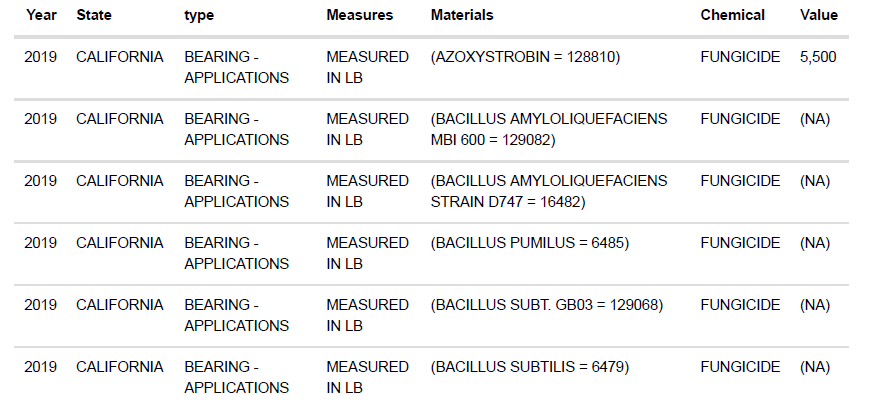 Year State type Measures Materials Chemical Value
2019 CALIFORNIA BEARING - MEASURED (AZOXYSTROBIN = 128810) FUNGICIDE 5,500
APPLICATIONS IN LB
2019 CALIFORNIA BEARING - MEASURED (BACILLUS AMYLOLIQUEFACIENS FUNGICIDE (NA)
APPLICATIONS IN LB MBI 600 = 129082)
2019 CALIFORNIA BEARING - MEASURED (BACILLUS AMYLOLIQUEFACIENS FUNGICIDE (NA)
APPLICATIONS IN LB STRAIN D747 = 16482)
2019 CALIFORNIA BEARING - MEASURED (BACILLUS PUMILUS = 6485) FUNGICIDE (NA)
APPLICATIONS IN LB
2019 CALIFORNIA BEARING - MEASURED (BACILLUS SUBT. GB03 = 129068) FUNGICIDE (NA)
APPLICATIONS IN LB
2019 CALIFORNIA BEARING - MEASURED (BACILLUS SUBTILIS = 6479) FUNGICIDE (NA)
APPLICATIONS IN LB